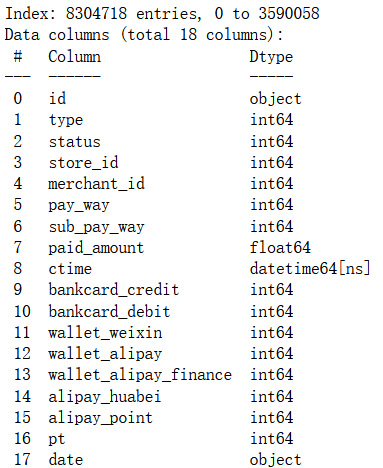 Index: 8304718 entries, 0 to 3590058
Data columns (total 18 columns):
 #   Column                 Dtype
---  ------                 -----
 0   id                     object
 1   type                   int64
 2   status                 int64
 3   store_id               int64
 4   merchant_id            int64
 5   pay_way                int64
 6   sub_pay_way            int64
 7   paid_amount            float64
 8   ctime                  datetime64[ns]
 9   bankcard_credit        int64
 10  bankcard_debit         int64
 11  wallet_weixin          int64
 12  wallet_alipay          int64
 13  wallet_alipay_finance  int64
 14  alipay_huabei          int64
 15  alipay_point           int64
 16  pt                     int64
 17  date                   object